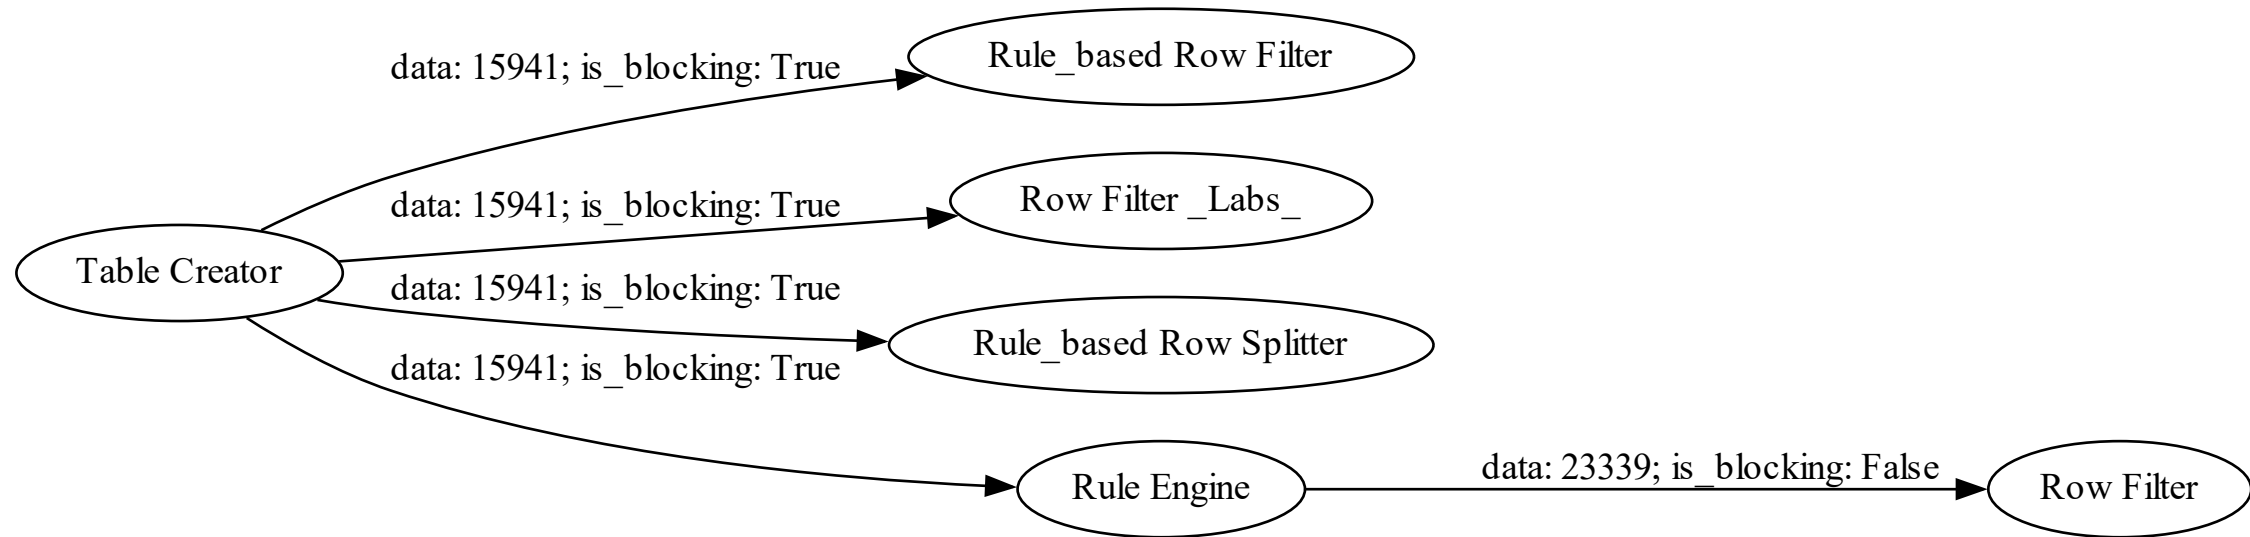 data: 15941; is_blocking: True
Rule_based Row Filter
data: 15941; is_blocking: True
Row Filter _Labs_
Table Creator
data: 15941; is_blocking: True
Rule_based Row Splitter
data: 15941; is_blocking: True
Rule Engine
data: 23339; is_blocking: False
Row Filter